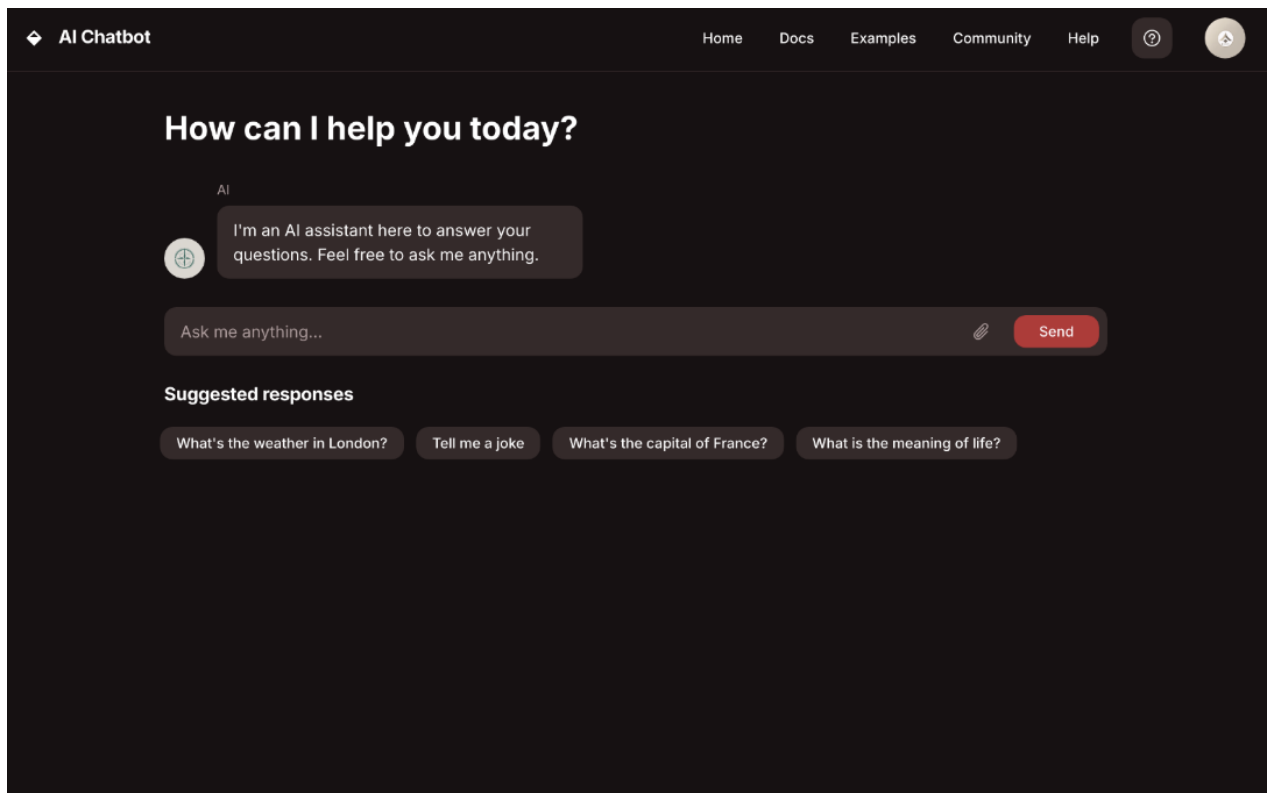 AI Chatbot
Home
Docs
Examples
Community
Help
How can I help you today?
AI
I'm an AI assistant here to answer your
questions. Feel free to ask me anything.
Ask me anything...
Send
Suggested responses
What's the weather in London?
Tell me a joke
What's the capital of France?
What is the meaning of life?